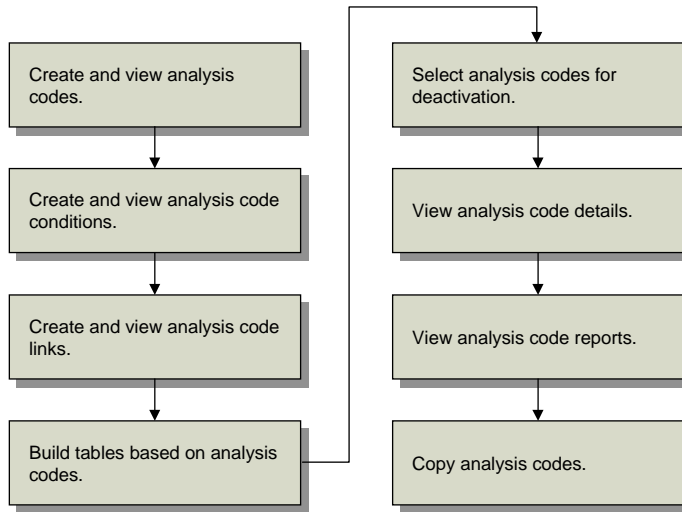 Create and view analysis
codes.
Create and view analysis code
conditions.
Create and view analysis code
links.
Build tables based on analysis
codes.
Select analysis codes for
deactivation.
View analysis code details.
View analysis code reports.
Copy analysis codes.